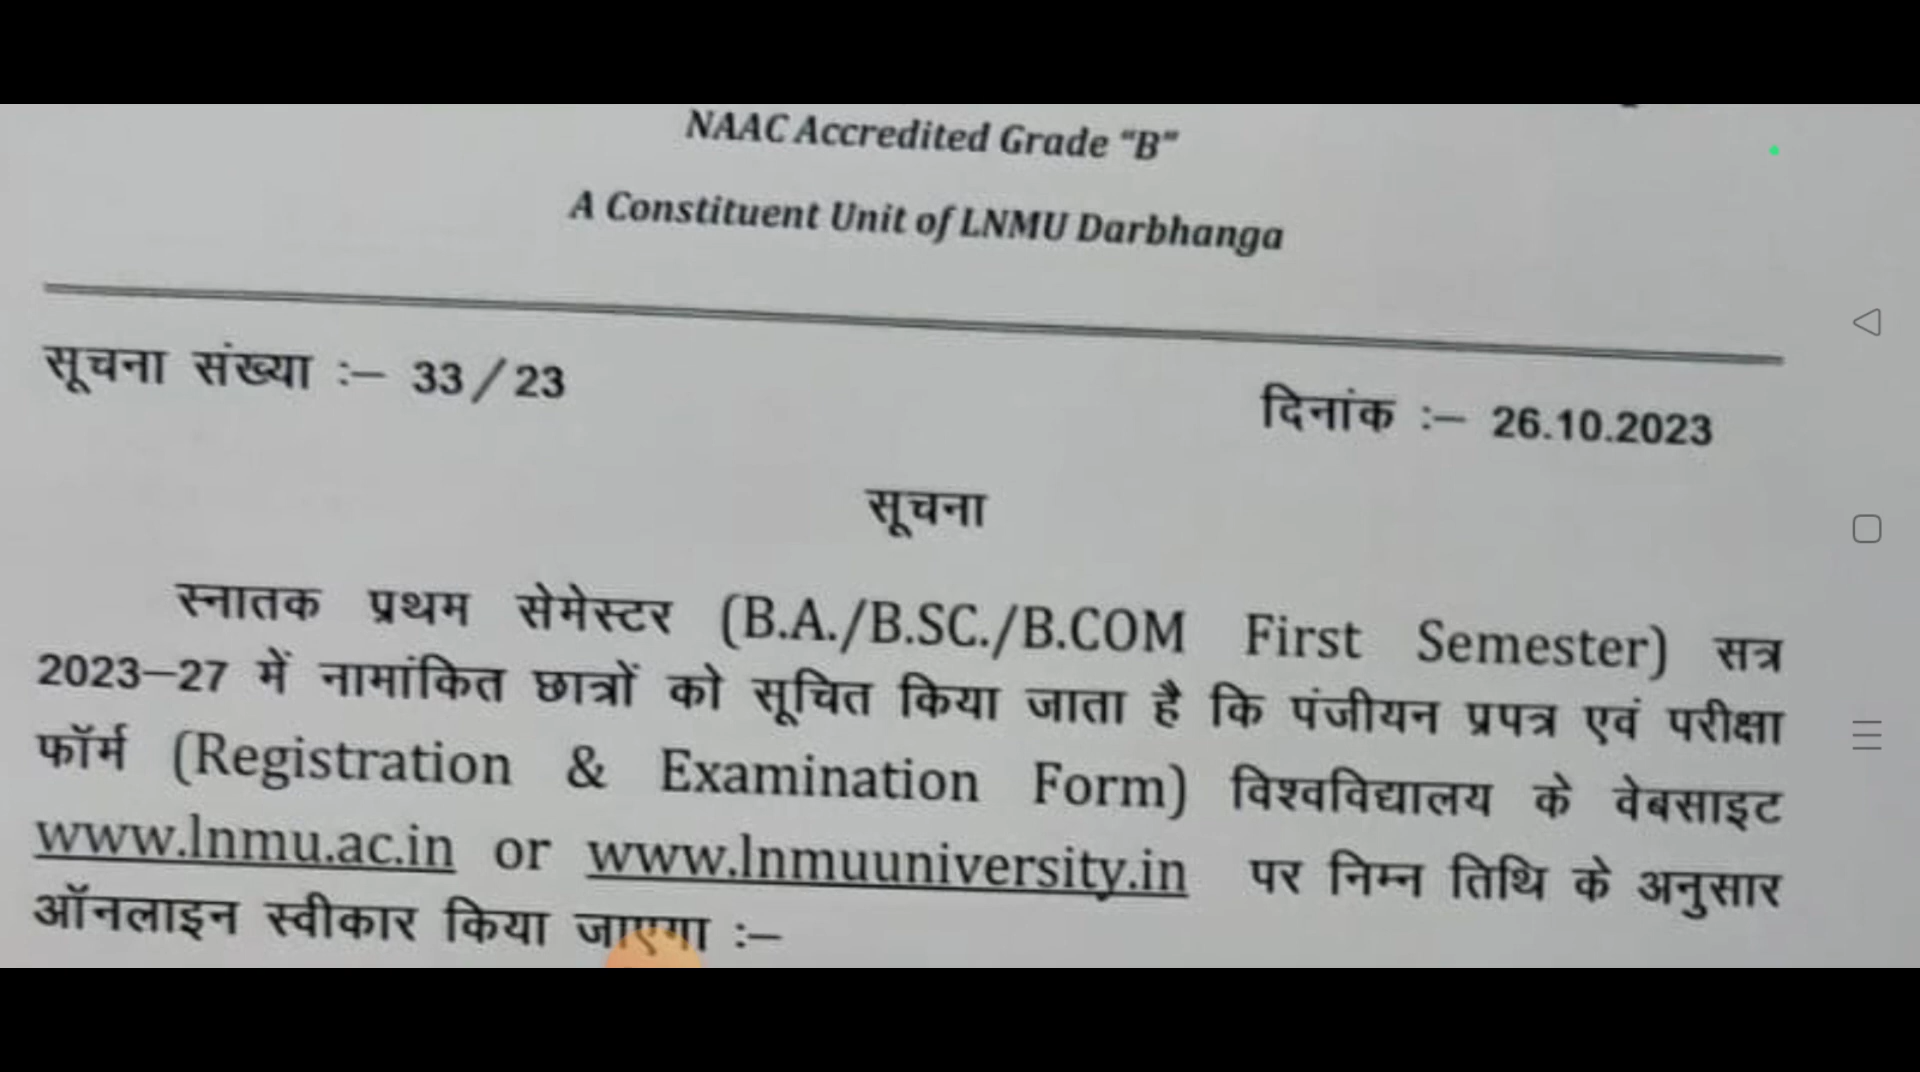 NAAC Accredited Grade “B”
A Constituent Unit of LNMU Darbhanga
सूचना संख्या :– 33/23
दिनांक :– 26.10.2023
सूचना
स्नातक प्रथम सेमेस्टर (B.A./B.SC./B.COM First Semester) सत्र
2023–27 में नामांकित छात्रों को सूचित किया जाता है कि पंजीयन प्रपत्र एवं परीक्षा
फॉर्म (Registration & Examination Form) विश्वविद्यालय के वेबसाइट
www.lnmu.ac.in or www.lnmuuniversity.in पर निम्न तिथि के अनुसार
ऑनलाइन स्वीकार किया जाएगा :–